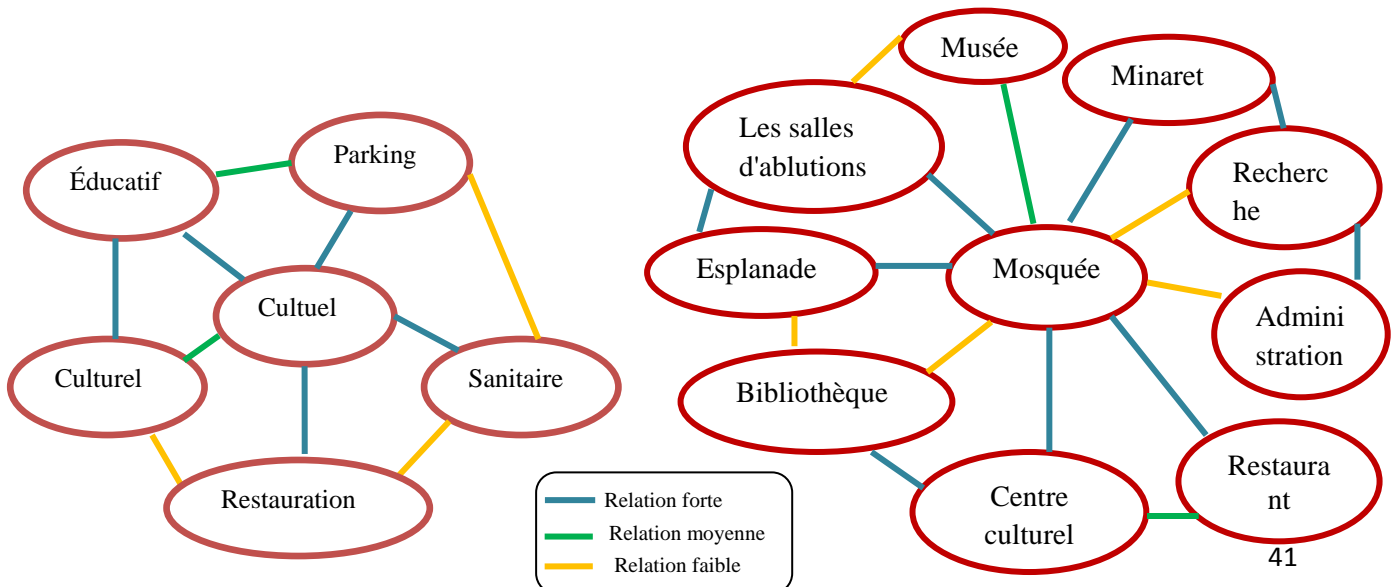 Musée
Minaret
Les salles
d'ablutions
Parking
Éducatif
Recherc
he
Esplanade
Mosquée
Cultuel
Admini
stration
Culturel
Sanitaire
Bibliothèque
Restauration
Centre
culturel
Restaura
nt
Relation forte
Relation moyenne
Relation faible
41